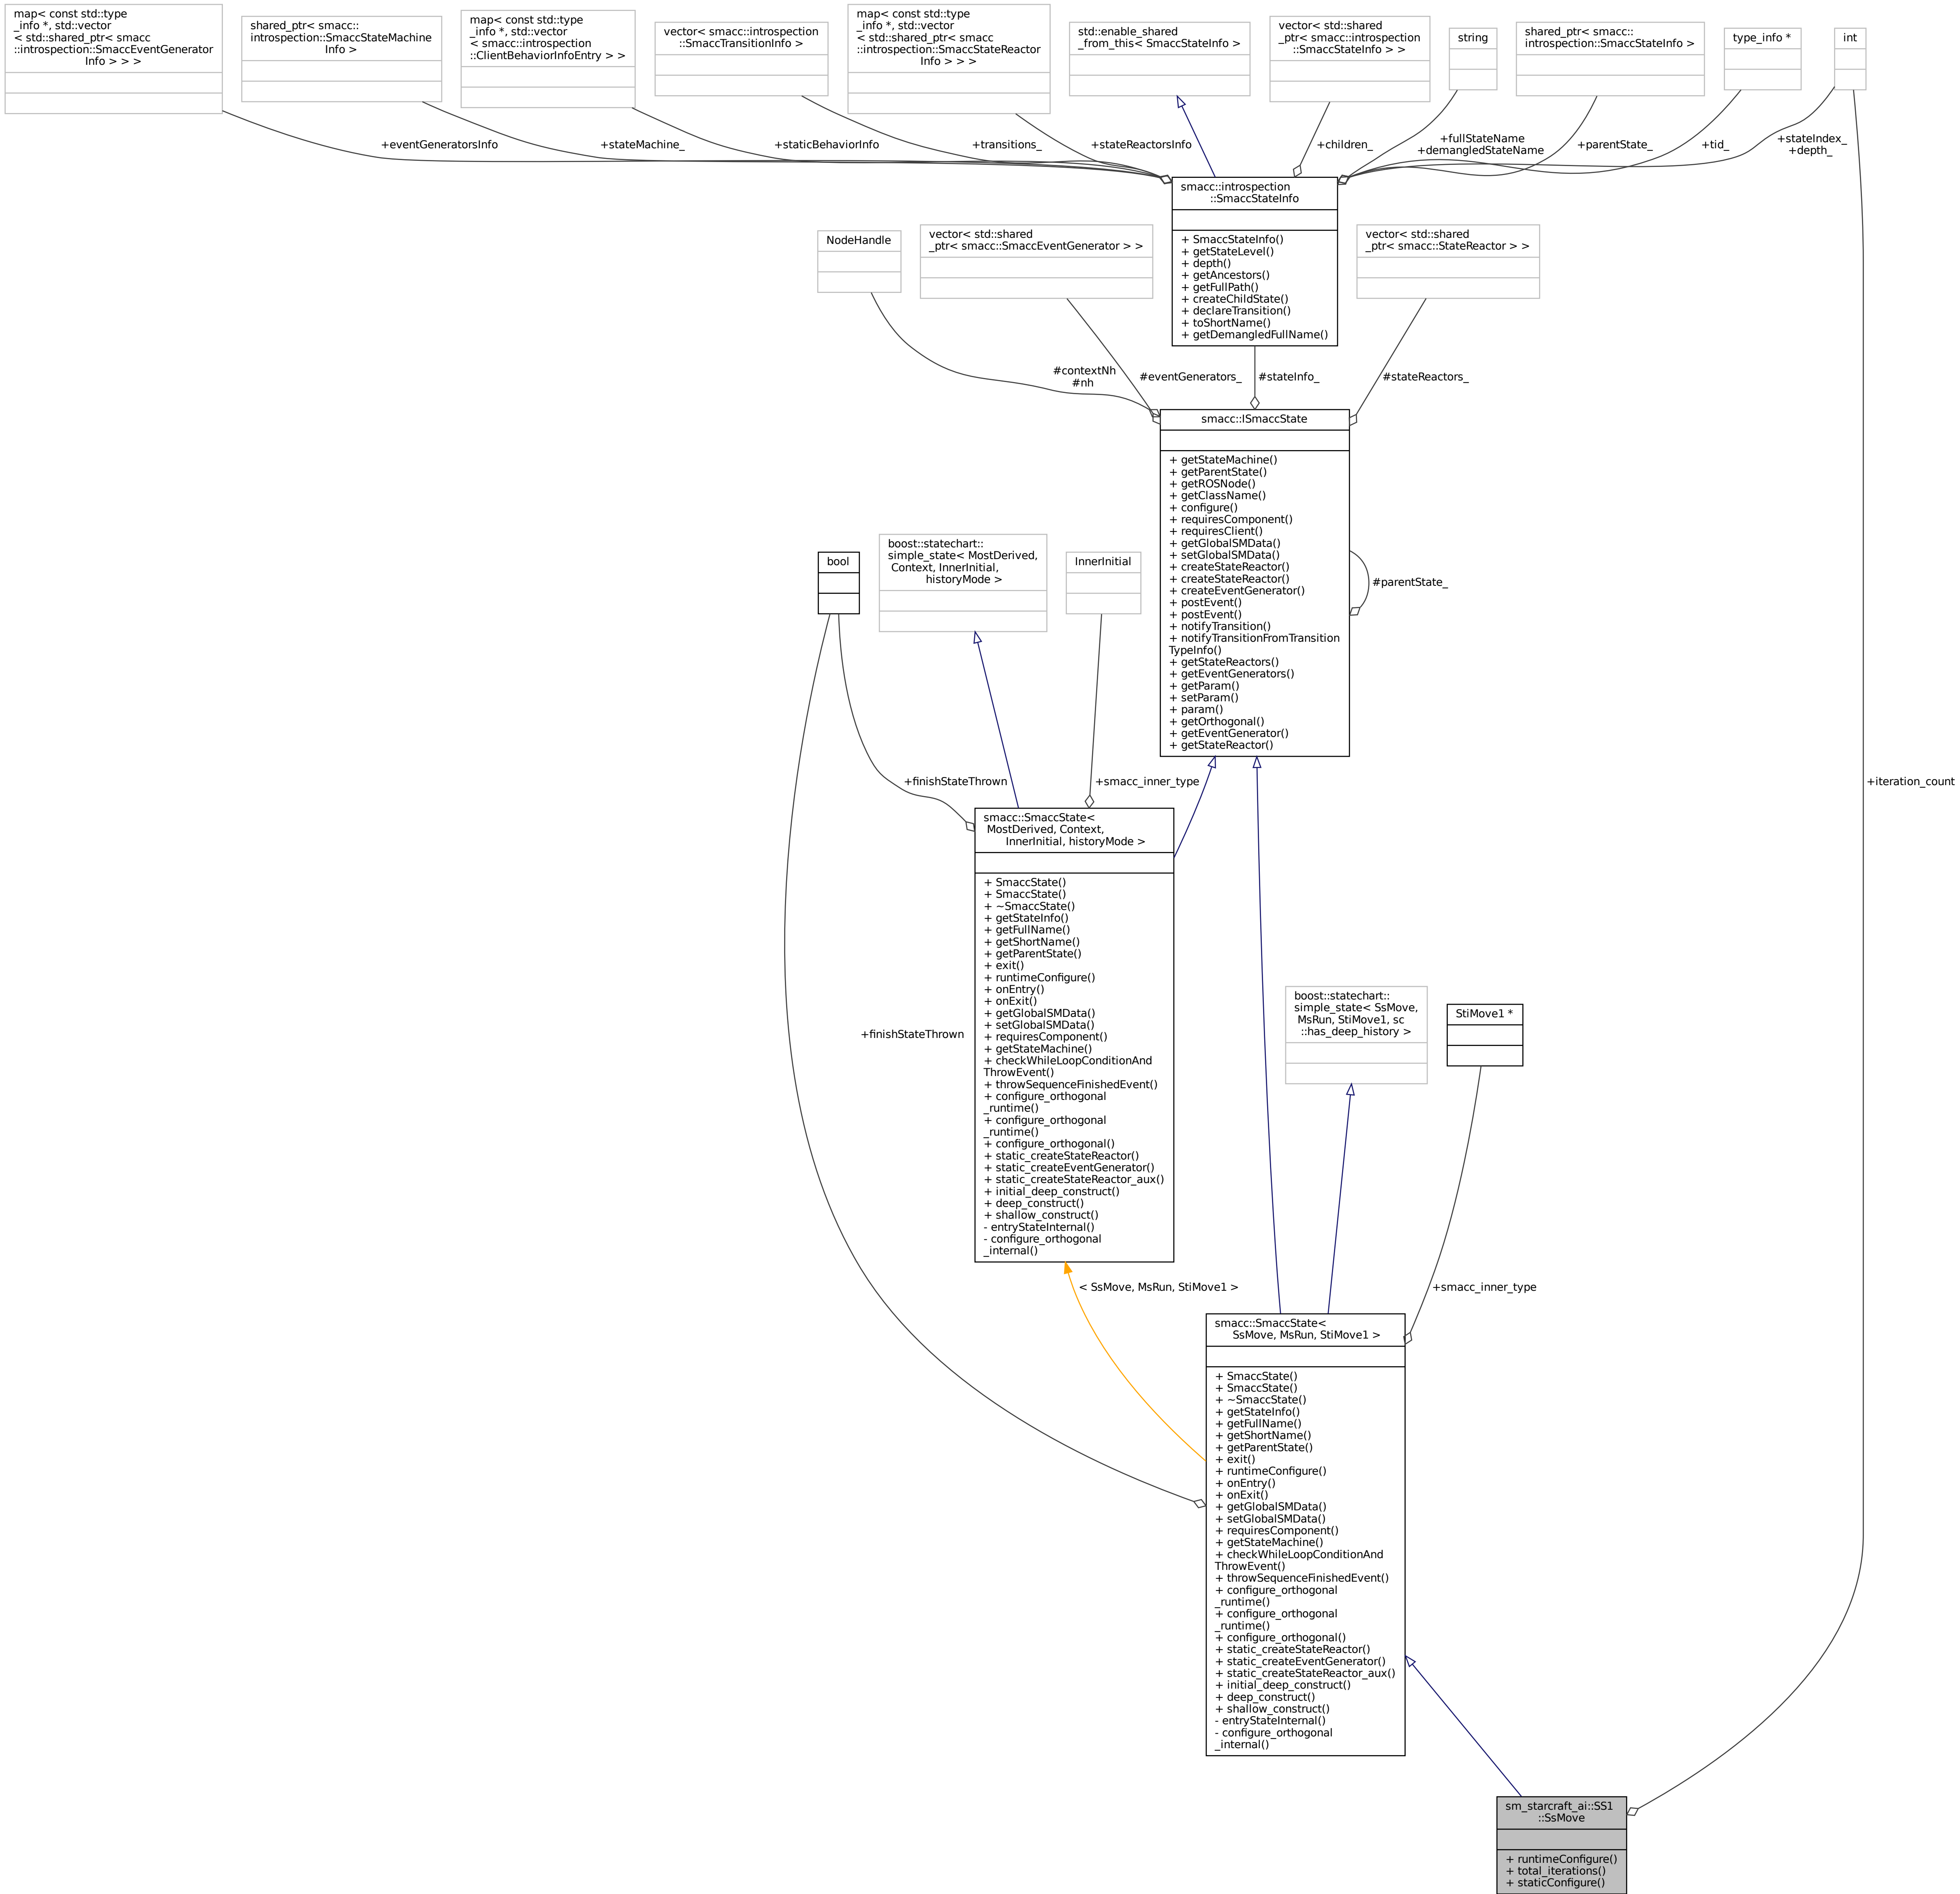 map< const std::type
_info *, std::vector
< std::shared_ptr< smacc
::introspection::SmaccEventGenerator
Info > > >
shared_ptr< smacc::
introspection::SmaccStateMachine
Info >
map< const std::type
_info *, std::vector
< smacc::introspection
::ClientBehaviorInfoEntry > >
vector< smacc::introspection
::SmaccTransitionInfo >
map< const std::type
_info *, std::vector
< std::shared_ptr< smacc
::introspection::SmaccStateReactor
Info > > >
std::enable_shared
_from_this< SmaccStateInfo >
vector< std::shared
_ptr< smacc::introspection
::SmaccStateInfo > >
string
shared_ptr< smacc::
introspection::SmaccStateInfo >
type_info *
int
+eventGeneratorsInfo
+stateMachine_
+staticBehaviorInfo
+transitions_
+stateReactorsInfo
+children_
+fullStateName
+demangledStateName
+parentState_
+tid_
+stateIndex_
+depth_
smacc::introspection
::SmaccStateInfo
+ SmaccStateInfo()
+ getStateLevel()
+ depth()
+ getAncestors()
+ getFullPath()
+ createChildState()
+ declareTransition()
+ toShortName()
+ getDemangledFullName()
NodeHandle
vector< std::shared
_ptr< smacc::SmaccEventGenerator > >
vector< std::shared
_ptr< smacc::StateReactor > >
#contextNh
#nh
#eventGenerators_
#stateInfo_
#stateReactors_
smacc::ISmaccState
+ getStateMachine()
+ getParentState()
+ getROSNode()
+ getClassName()
+ configure()
+ requiresComponent()
+ requiresClient()
+ getGlobalSMData()
+ setGlobalSMData()
+ createStateReactor()
+ createStateReactor()
+ createEventGenerator()
+ postEvent()
+ postEvent()
+ notifyTransition()
+ notifyTransitionFromTransition
TypeInfo()
+ getStateReactors()
+ getEventGenerators()
+ getParam()
+ setParam()
+ param()
+ getOrthogonal()
+ getEventGenerator()
+ getStateReactor()
#parentState_
bool
boost::statechart::
simple_state< MostDerived,
Context, InnerInitial,
historyMode >
InnerInitial
+finishStateThrown
+smacc_inner_type
+iteration_count
smacc::SmaccState<
MostDerived, Context,
InnerInitial, historyMode >
+ SmaccState()
+ SmaccState()
+ ~SmaccState()
+ getStateInfo()
+ getFullName()
+ getShortName()
+ getParentState()
+ exit()
+ runtimeConfigure()
+ onEntry()
+ onExit()
+ getGlobalSMData()
+ setGlobalSMData()
+ requiresComponent()
+ getStateMachine()
+ checkWhileLoopConditionAnd
ThrowEvent()
+ throwSequenceFinishedEvent()
+ configure_orthogonal
_runtime()
+ configure_orthogonal
_runtime()
+ configure_orthogonal()
+ static_createStateReactor()
+ static_createEventGenerator()
+ static_createStateReactor_aux()
+ initial_deep_construct()
+ deep_construct()
+ shallow_construct()
- entryStateInternal()
- configure_orthogonal
_internal()
+finishStateThrown
boost::statechart::
simple_state< SsMove,
MsRun, StiMove1, sc
::has_deep_history >
StiMove1 *
< SsMove, MsRun, StiMove1 >
+smacc_inner_type
smacc::SmaccState<
SsMove, MsRun, StiMove1 >
+ SmaccState()
+ SmaccState()
+ ~SmaccState()
+ getStateInfo()
+ getFullName()
+ getShortName()
+ getParentState()
+ exit()
+ runtimeConfigure()
+ onEntry()
+ onExit()
+ getGlobalSMData()
+ setGlobalSMData()
+ requiresComponent()
+ getStateMachine()
+ checkWhileLoopConditionAnd
ThrowEvent()
+ throwSequenceFinishedEvent()
+ configure_orthogonal
_runtime()
+ configure_orthogonal
_runtime()
+ configure_orthogonal()
+ static_createStateReactor()
+ static_createEventGenerator()
+ static_createStateReactor_aux()
+ initial_deep_construct()
+ deep_construct()
+ shallow_construct()
- entryStateInternal()
- configure_orthogonal
_internal()
sm_starcraft_ai::SS1
::SsMove
+ runtimeConfigure()
+ total_iterations()
+ staticConfigure()